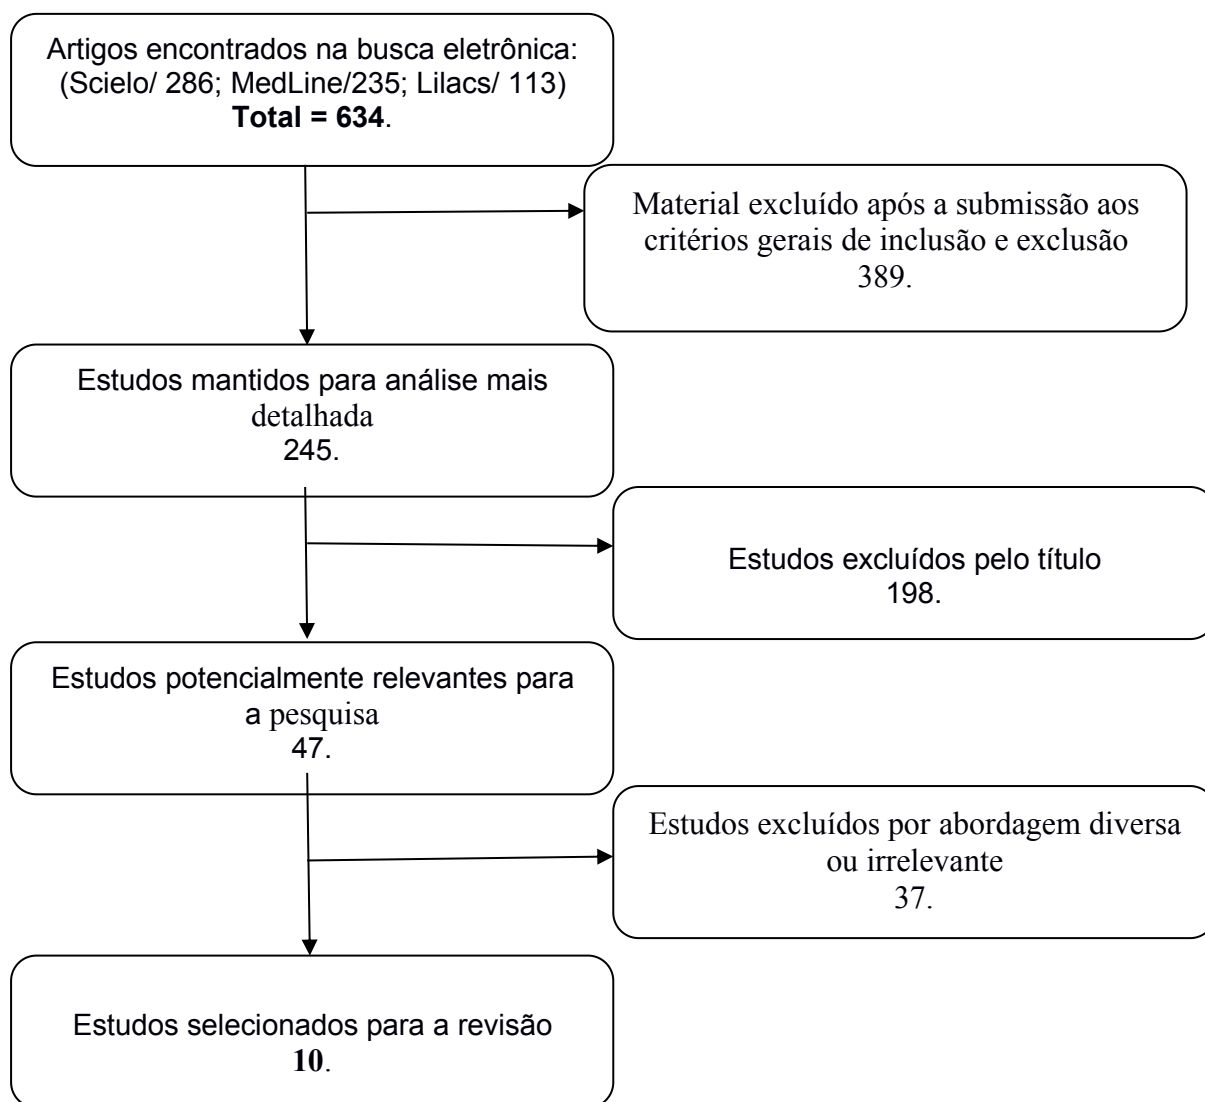 Artigos encontrados na busca eletrônica:
(Scielo/ 286; MedLine/235; Lilacs/ 113)
Total = 634.
Material excluído após a submissão aos
critérios gerais de inclusão e exclusão
389.
Estudos mantidos para análise mais
detalhada
245.
Estudos excluídos pelo título
198.
Estudos potencialmente relevantes para
a pesquisa
47.
Estudos excluídos por abordagem diversa
ou irrelevante
37.
Estudos selecionados para a revisão
10.